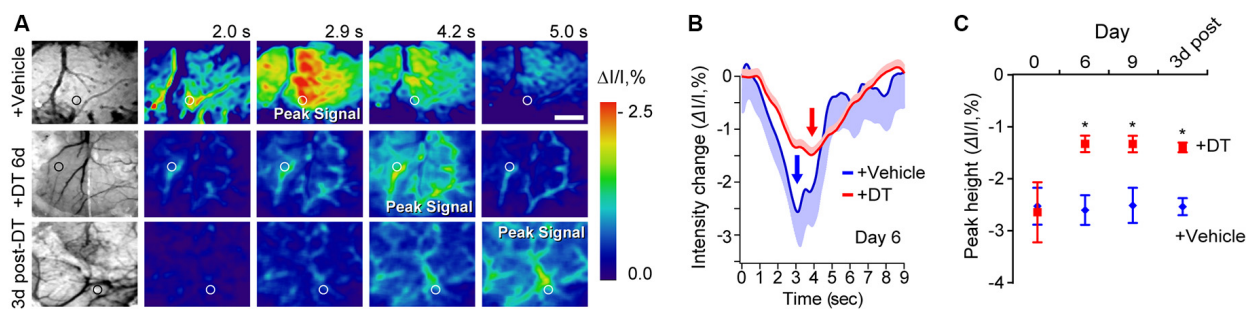 A
2.0 s
2.9 s
4.2 s
5.0 s
+Vehicle
Peak Signal
+DT 6d
Peak Signal
3d post-DT
Peak Signal
ΔI/I,%
- 2.5
0.0
B
Intensity change (ΔI/I,%)
0
-1
-2
-3
+Vehicle
+DT
Day 6
0 1 2 3 4 5 6 7 8 9
Time (sec)
C
Day
0 6 9 3d post
Peak height (ΔI/I,%)
-1
-2
-3
-4
* * *
+DT
+Vehicle